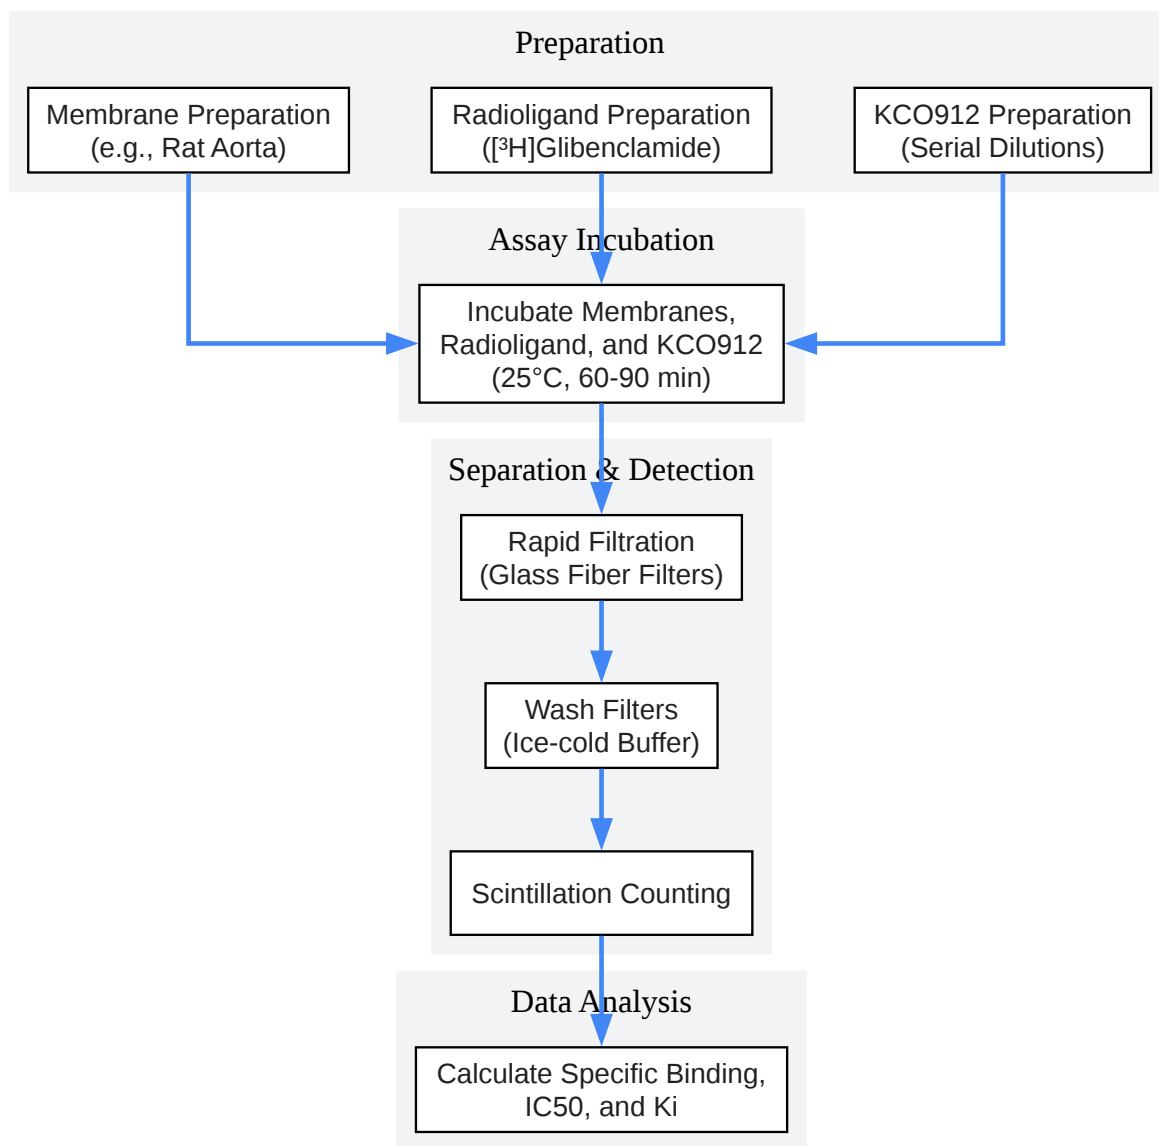 Preparation
Membrane Preparation
(e.g., Rat Aorta)
Radioligand Preparation
([³H]Glibenclamide)
KCO912 Preparation
(Serial Dilutions)
Assay Incubation
Incubate Membranes,
Radioligand, and KCO912
(25°C, 60-90 min)
Separation & Detection
Rapid Filtration
(Glass Fiber Filters)
Wash Filters
(Ice-cold Buffer)
Scintillation Counting
Data Analysis
Calculate Specific Binding,
IC50, and Ki